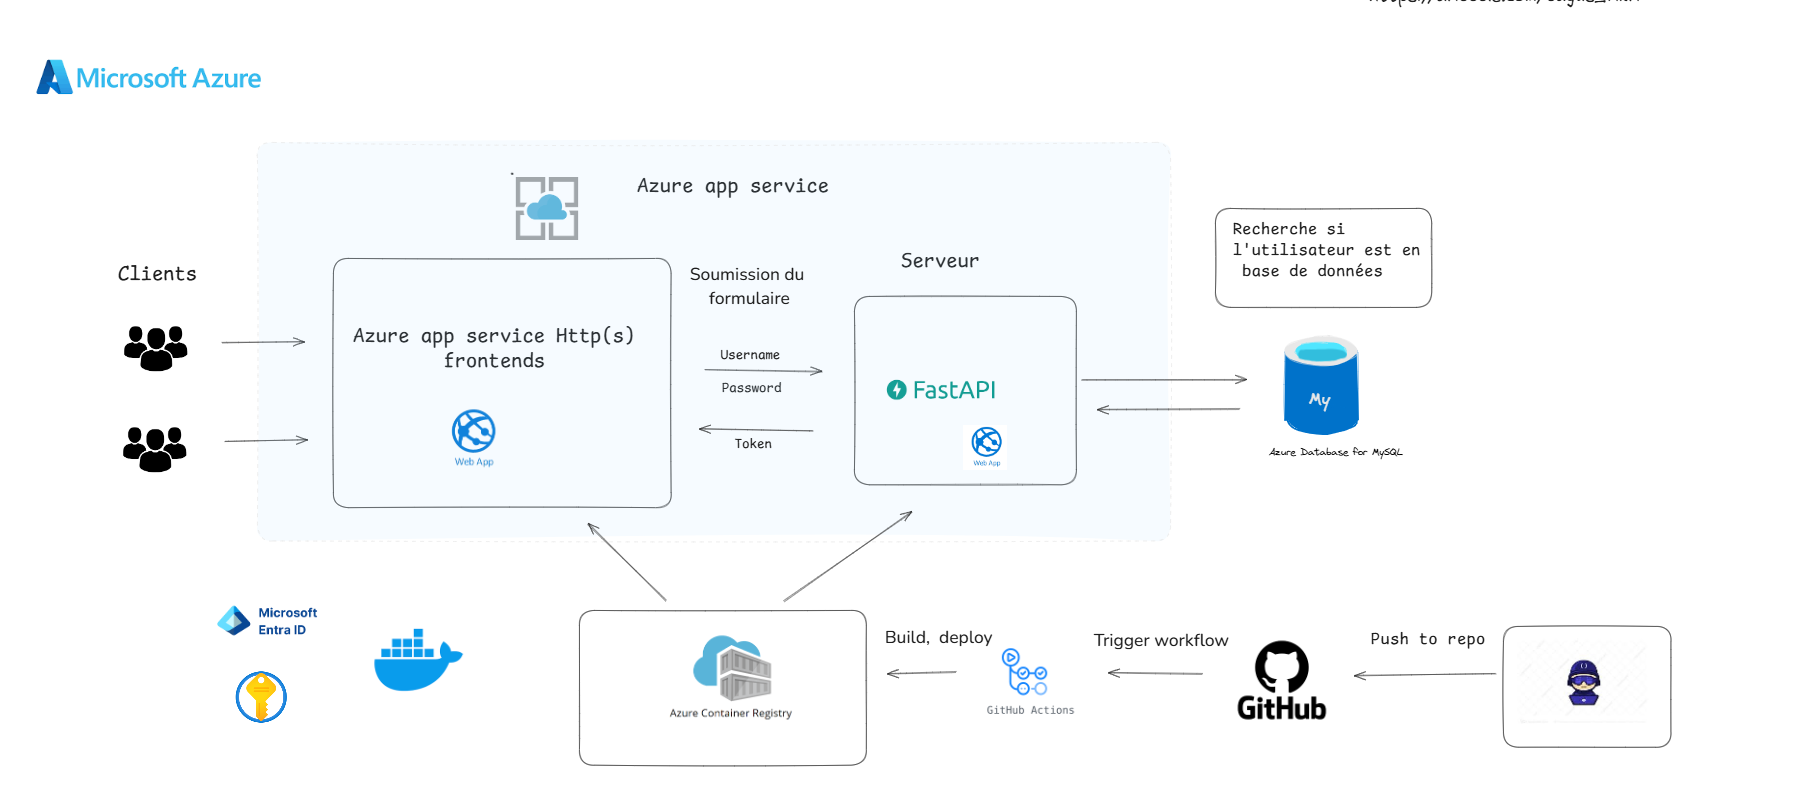 Microsoft Azure
Azure app service
Clients
Azure app service Http(s)
frontends
Web App
Soumission du
formulaire
Username
Password
Token
Serveur
FastAPI
Web App
Recherche si
l'utilisateur est en
base de données
My
Azure Database for MySQL
Microsoft
Entra ID
Azure Container Registry
Build, deploy
GitHub Actions
Trigger workflow
GitHub
Push to repo